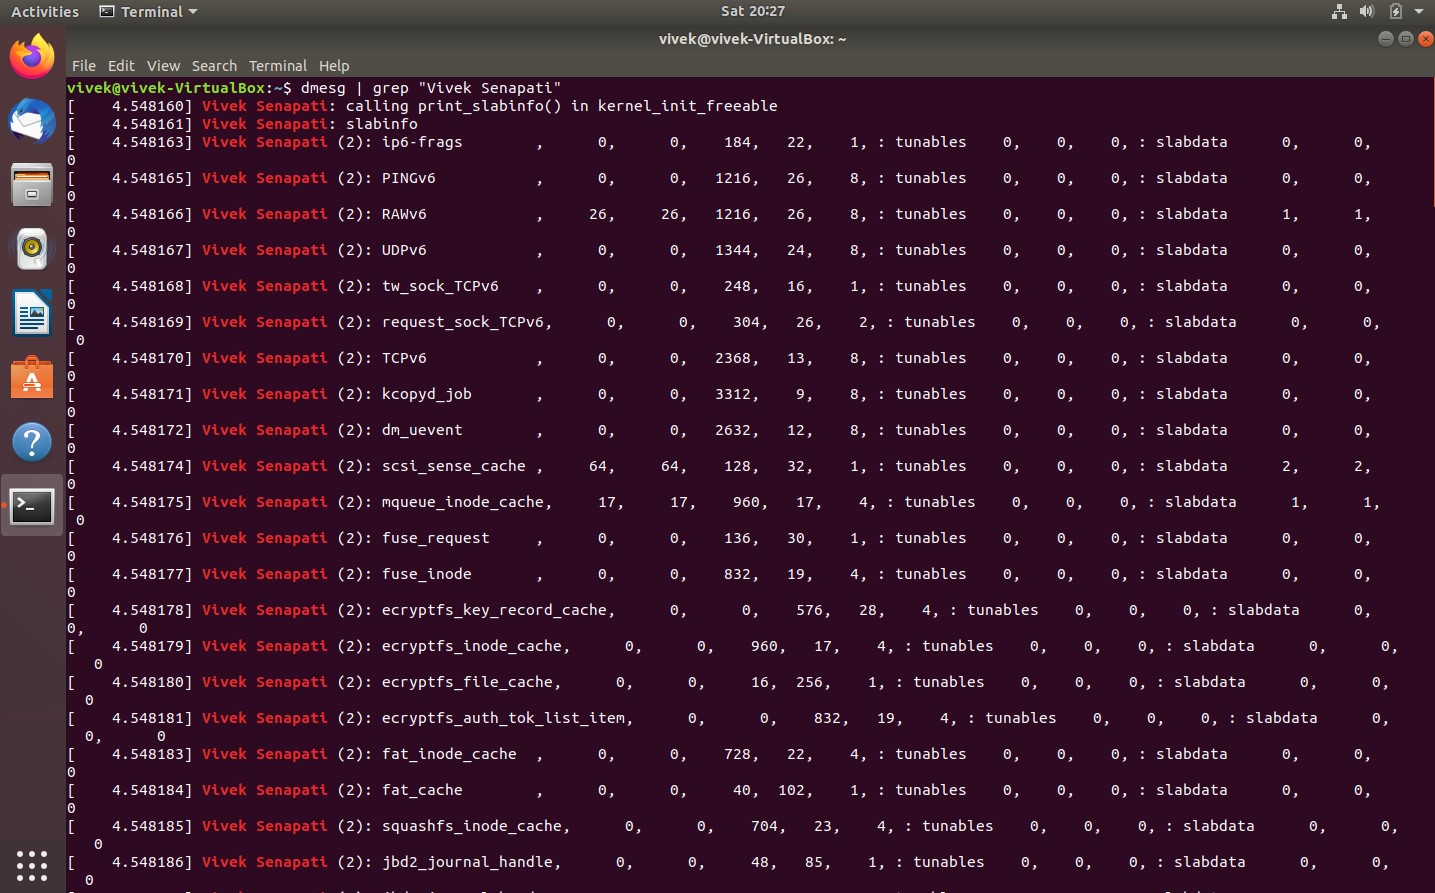 Activities Terminal Sat 20:27
vivek@vivek-VirtualBox: ~
File Edit View Search Terminal Help
vivek@vivek-VirtualBox:~$ dmesg | grep "Vivek Senapati"
[    4.548160] Vivek Senapati: calling print_slabinfo() in kernel_init_freeable
[    4.548161] Vivek Senapati: slabinfo
[    4.548163] Vivek Senapati (2): ip6-frags        ,      0,      0,    184,   22,    1, : tunables    0,    0,    0, : slabdata      0,      0,
0
[    4.548165] Vivek Senapati (2): PINGv6           ,      0,      0,   1216,   26,    8, : tunables    0,    0,    0, : slabdata      0,      0,
0
[    4.548166] Vivek Senapati (2): RAWv6            ,     26,     26,   1216,   26,    8, : tunables    0,    0,    0, : slabdata      1,      1,
0
[    4.548167] Vivek Senapati (2): UDPv6            ,      0,      0,   1344,   24,    8, : tunables    0,    0,    0, : slabdata      0,      0,
0
[    4.548168] Vivek Senapati (2): tw_sock_TCPv6    ,      0,      0,    248,   16,    1, : tunables    0,    0,    0, : slabdata      0,      0,
0
[    4.548169] Vivek Senapati (2): request_sock_TCPv6,      0,      0,    304,   26,    2, : tunables    0,    0,    0, : slabdata      0,      0,
 0
[    4.548170] Vivek Senapati (2): TCPv6            ,      0,      0,   2368,   13,    8, : tunables    0,    0,    0, : slabdata      0,      0,
0
[    4.548171] Vivek Senapati (2): kcopyd_job       ,      0,      0,   3312,    9,    8, : tunables    0,    0,    0, : slabdata      0,      0,
0
[    4.548172] Vivek Senapati (2): dm_uevent        ,      0,      0,   2632,   12,    8, : tunables    0,    0,    0, : slabdata      0,      0,
0
[    4.548174] Vivek Senapati (2): scsi_sense_cache ,     64,     64,    128,   32,    1, : tunables    0,    0,    0, : slabdata      2,      2,
0
[    4.548175] Vivek Senapati (2): mqueue_inode_cache,     17,     17,    960,   17,    4, : tunables    0,    0,    0, : slabdata      1,      1,
 0
[    4.548176] Vivek Senapati (2): fuse_request     ,      0,      0,    136,   30,    1, : tunables    0,    0,    0, : slabdata      0,      0,
0
[    4.548177] Vivek Senapati (2): fuse_inode       ,      0,      0,    832,   19,    4, : tunables    0,    0,    0, : slabdata      0,      0,
0
[    4.548178] Vivek Senapati (2): ecryptfs_key_record_cache,      0,      0,    576,   28,    4, : tunables    0,    0,    0, : slabdata      0,
0,      0
[    4.548179] Vivek Senapati (2): ecryptfs_inode_cache,      0,      0,    960,   17,    4, : tunables    0,    0,    0, : slabdata      0,      0,
   0
[    4.548180] Vivek Senapati (2): ecryptfs_file_cache,      0,      0,     16,  256,    1, : tunables    0,    0,    0, : slabdata      0,      0,
  0
[    4.548181] Vivek Senapati (2): ecryptfs_auth_tok_list_item,      0,      0,    832,   19,    4, : tunables    0,    0,    0, : slabdata      0,
  0,      0
[    4.548183] Vivek Senapati (2): fat_inode_cache  ,      0,      0,    728,   22,    4, : tunables    0,    0,    0, : slabdata      0,      0,
0
[    4.548184] Vivek Senapati (2): fat_cache        ,      0,      0,     40,  102,    1, : tunables    0,    0,    0, : slabdata      0,      0,
0
[    4.548185] Vivek Senapati (2): squashfs_inode_cache,      0,      0,    704,   23,    4, : tunables    0,    0,    0, : slabdata      0,      0,
   0
[    4.548186] Vivek Senapati (2): jbd2_journal_handle,      0,      0,     48,   85,    1, : tunables    0,    0,    0, : slabdata      0,      0,
  0